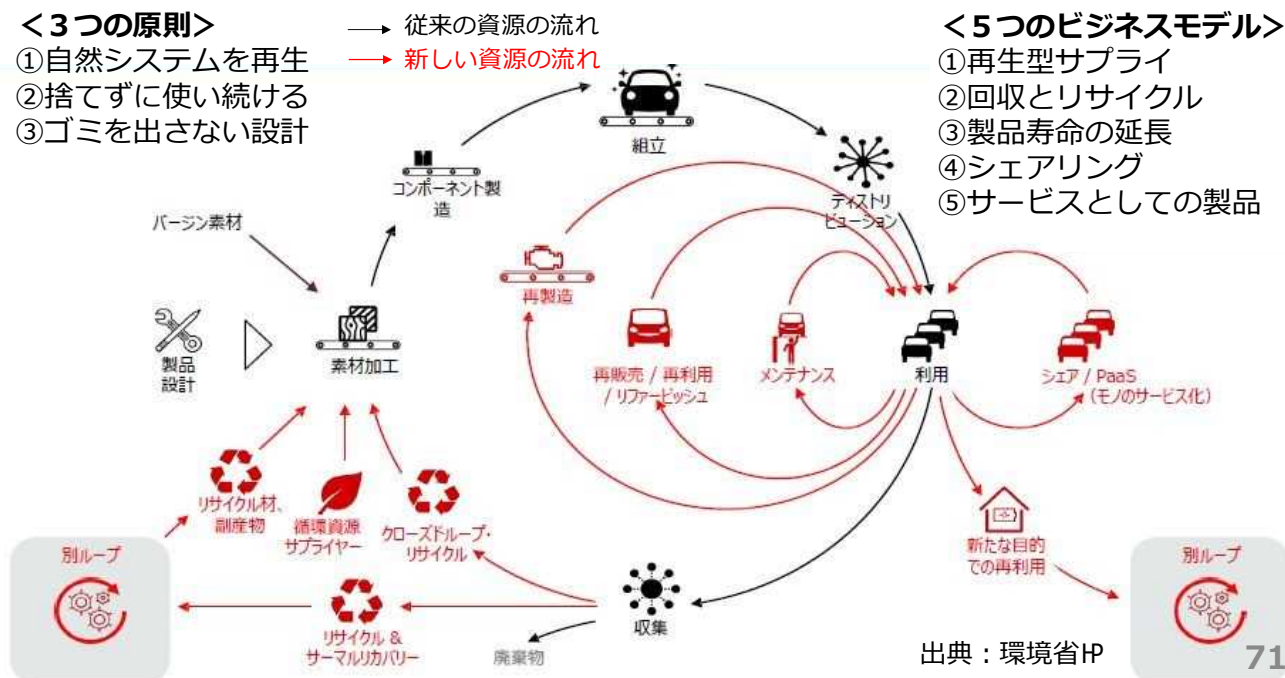 <３つの原則>
①自然システムを再生
②捨てずに使い続ける
③ゴミを出さない設計
従来の資源の流れ
新しい資源の流れ
<５つのビジネスモデル>
①再生型サプライ
②回収とリサイクル
③製品寿命の延長
④シェアリング
⑤サービスとしての製品
組立
コンポーネント製
造
ディストリ
ビューション
バージン素材
再製造
製品
設計
素材加工
再販売 / 再利用
/ リファービッシュ
メンテナンス
利用
シェア / PaaS
(モノのサービス化)
リサイクル材、
副産物
循環資源
サプライヤー
クローズドループ・
リサイクル
新たな目的
での再利用
別ループ
別ループ
収集
リサイクル &
サーマルリカバリー
廃棄物
出典：環境省HP
71